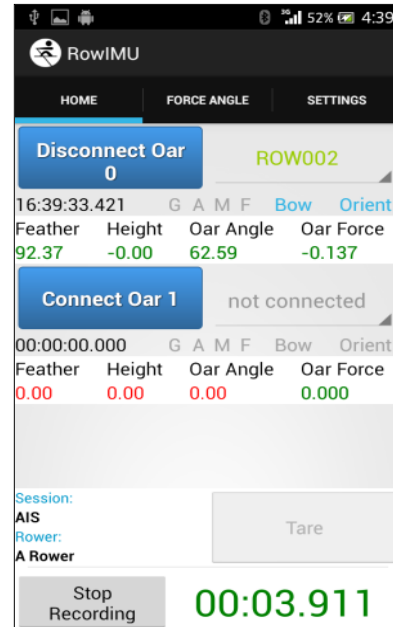 3G 52% 4:39
RowIMU
HOME FORCE ANGLE SETTINGS
Disconnect Oar
0
ROW002
16:39:33.421 G A M F Bow Orient
Feather Height Oar Angle Oar Force
92.37 -0.00 62.59 -0.137
Connect Oar 1 not connected
00:00:00.000 G A M F Bow Orient
Feather Height Oar Angle Oar Force
0.00 0.00 0.00 0.000
Session:
AIS
Rower:
A Rower
Tare
Stop
Recording
00:03.911